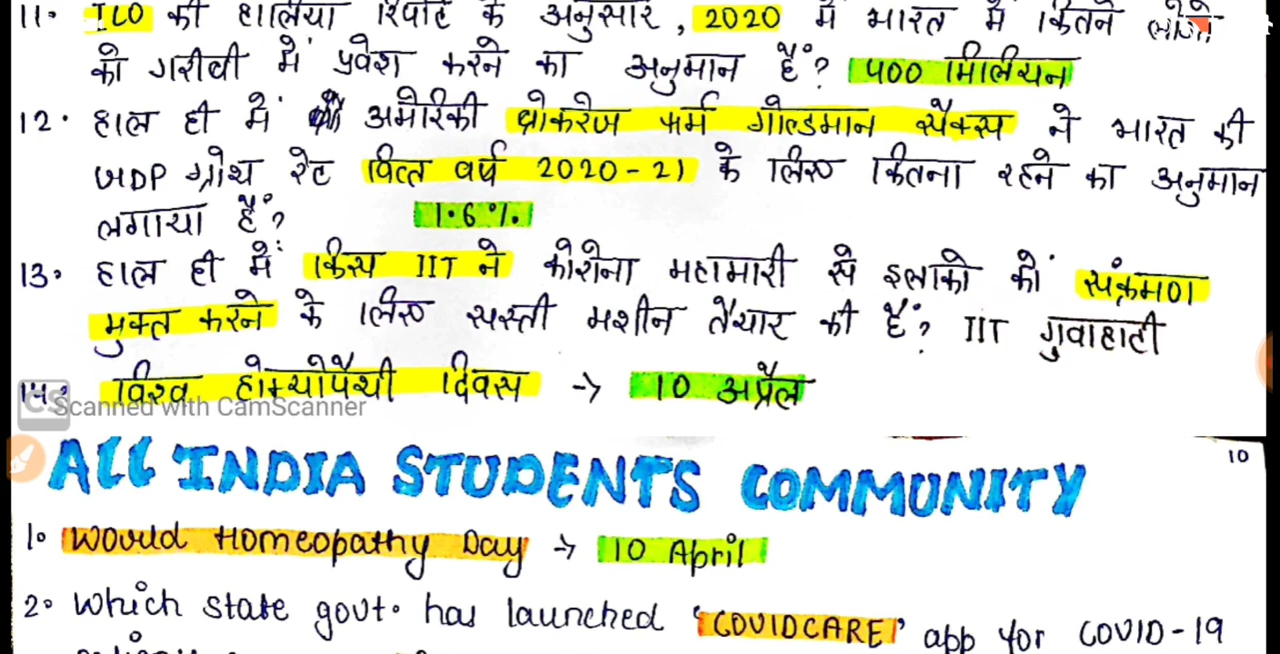 11. ILO की हालिया रिपोर्ट के अनुसार, 2020 में भारत में कितने लोगो
को गरीबी में प्रवेश करने का अनुमान है? 400 मिलियन
12. हाल ही में अमेरिकी ब्रोकरेज फर्म गोल्डमान सैक्स ने भारत की
GDP ग्रोथ रेट वित्त वर्ष 2020-21 के लिए कितना रहने का अनुमान
लगाया है? 1.6%.
13. हाल ही में किस IIT ने कोरोना महामारी से इलाको को संक्रमण
मुक्त करने के लिए सस्ती मशीन तैयार की है? IIT गुवाहाटी
14. विश्व होम्योपैथी दिवस → 10 अप्रैल
CS Scanned with CamScanner
10
ALL INDIA STUDENTS COMMUNITY
1. Would Homeopathy Day → 10 April
2. Which state govt. has launched 'COVIDCARE' app for COVID-19